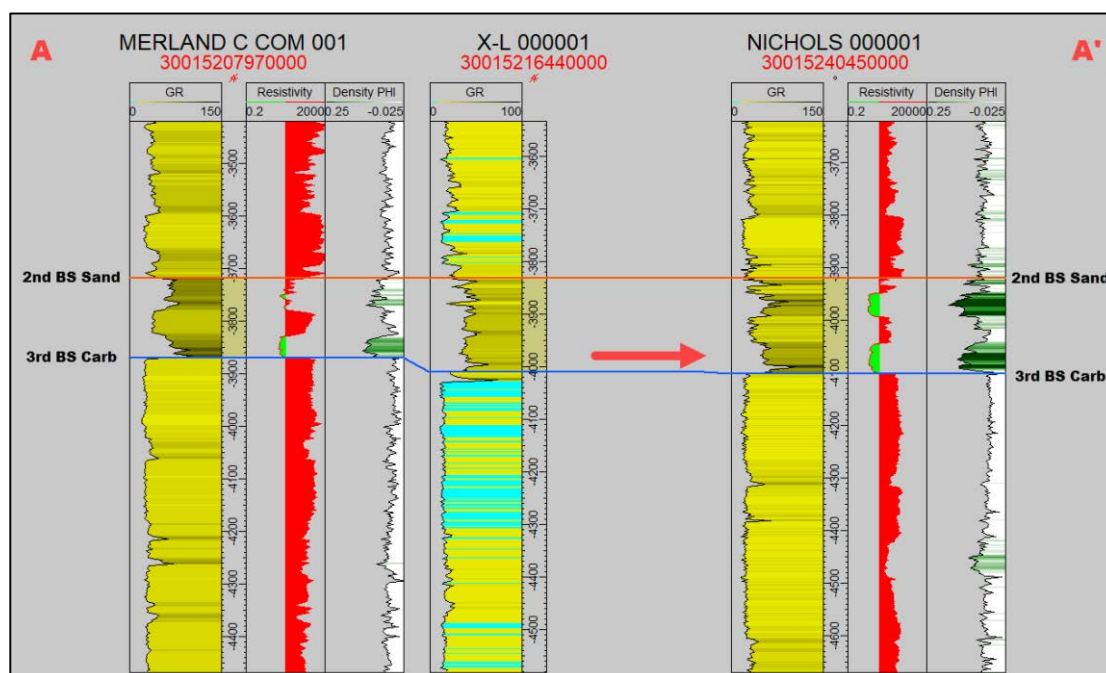 A
MERLAND C COM 001
30015207970000
X-L 000001
30015216440000
NICHOLS 000001
30015240450000
A'
GR
0 150
Resistivity
0.2 20000
Density PHI
0.25 -0.025
GR
0 100
GR
0 150
Resistivity
0.2 20000
Density PHI
0.25 -0.025
-3500
-3600
-3700
-3800
-3900
-4000
-4100
-4200
-4300
-4400
-3600
-3700
-3800
-3900
-4000
-4100
-4200
-4300
-4400
-4500
-3700
-3800
-3900
-4000
-4100
-4200
-4300
-4400
-4500
-4600
2nd BS Sand
2nd BS Sand
3rd BS Carb
3rd BS Carb